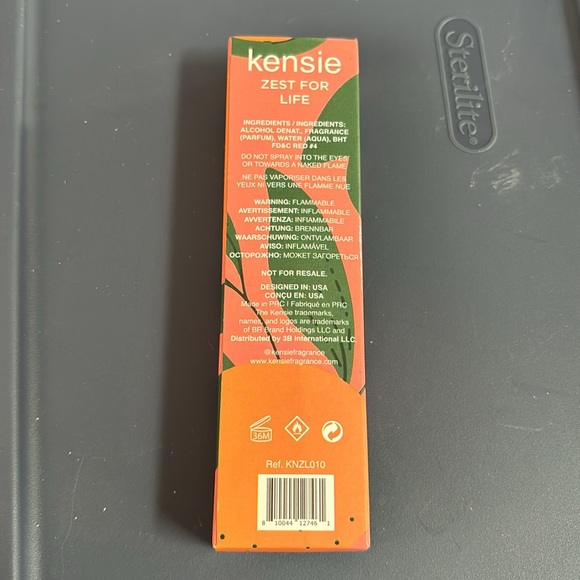 kensie
ZEST FOR
LIFE
INGREDIENTS / INGRÉDIENTS:
ALCOHOL DENAT., FRAGRANCE
(PARFUM), WATER (AQUA), BHT
FD&C RED #4
DO NOT SPRAY INTO THE EYES
OR TOWARDS A NAKED FLAME
NE PAS VAPORISER DANS LES
YEUX NI VERS UNE FLAMME NUE
WARNING: FLAMMABLE
AVERTISSEMENT: INFLAMMABLE
AVVERTENZA: INFIAMMABILE
ACHTUNG: BRENNBAR
WAARSCHUWING: ONTVLAMBAAR
AVISO: INFLAMÁVEL
ОСТОРОЖНО: МОЖЕТ ЗАГОРЕТЬСЯ
NOT FOR RESALE.
DESIGNED IN: USA
CONÇU EN: USA
Made in PRC I Fabriqué en PRC
The Kensie trademarks,
names, and logos are trademarks
of BR Brand Holdings LLC and
Distributed by 3B International LLC.
@kensiefragrance
www.kensiefragrance.com
36M
Ref. KNZL010
8 10044 12746 1
Sterilite®